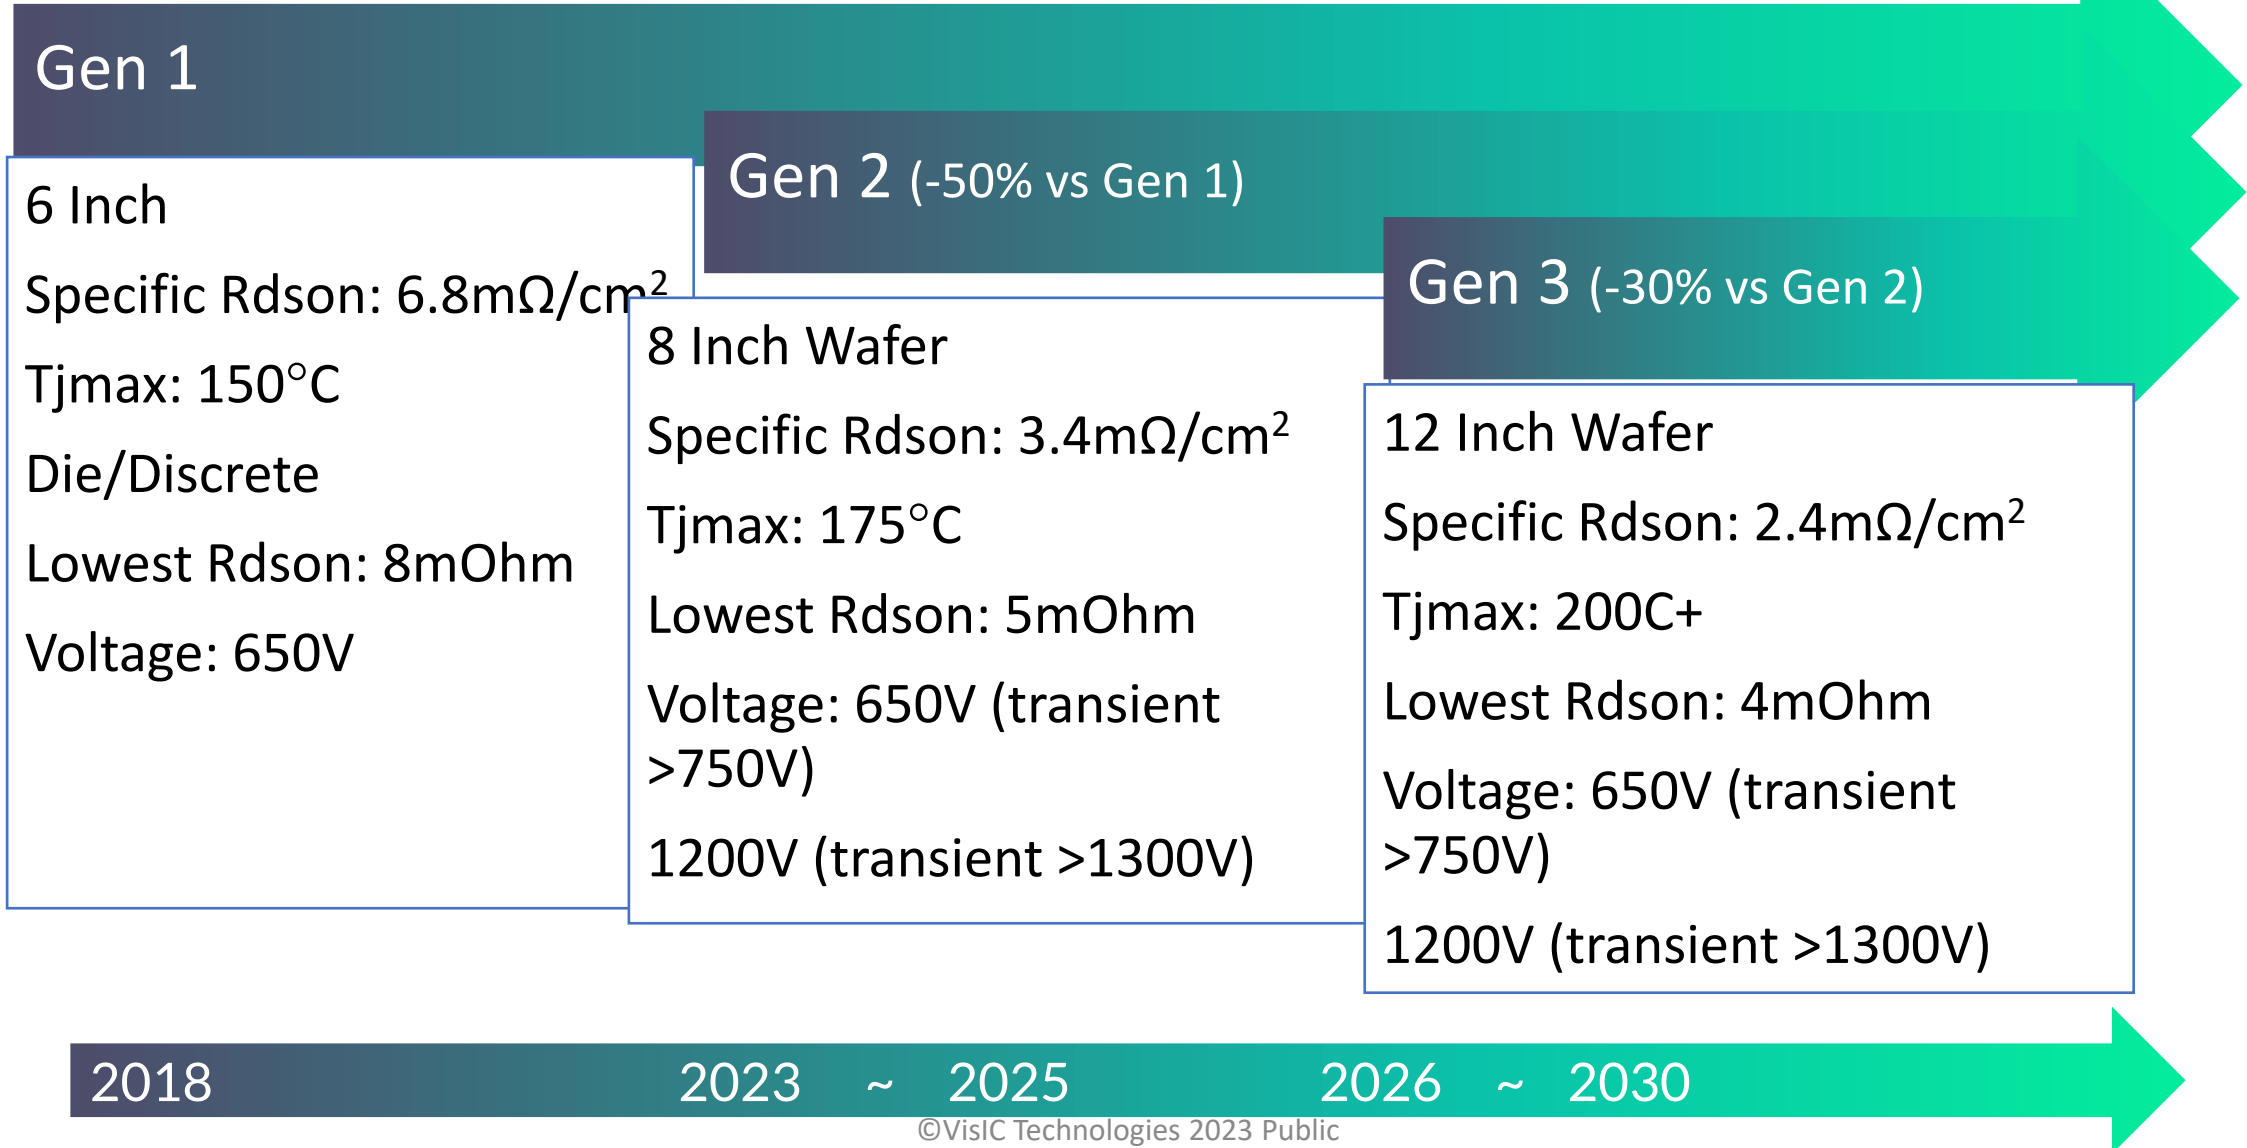 Gen 1
6 Inch
Specific Rdson: 6.8mΩ/cm²
Tjmax: 150°C
Die/Discrete
Lowest Rdson: 8mOhm
Voltage: 650V
Gen 2 (-50% vs Gen 1)
8 Inch Wafer
Specific Rdson: 3.4mΩ/cm²
Tjmax: 175°C
Lowest Rdson: 5mOhm
Voltage: 650V (transient
>750V)
1200V (transient >1300V)
Gen 3 (-30% vs Gen 2)
12 Inch Wafer
Specific Rdson: 2.4mΩ/cm²
Tjmax: 200C+
Lowest Rdson: 4mOhm
Voltage: 650V (transient
>750V)
1200V (transient >1300V)
2018 2023 ~ 2025 2026 ~ 2030
©VisIC Technologies 2023 Public